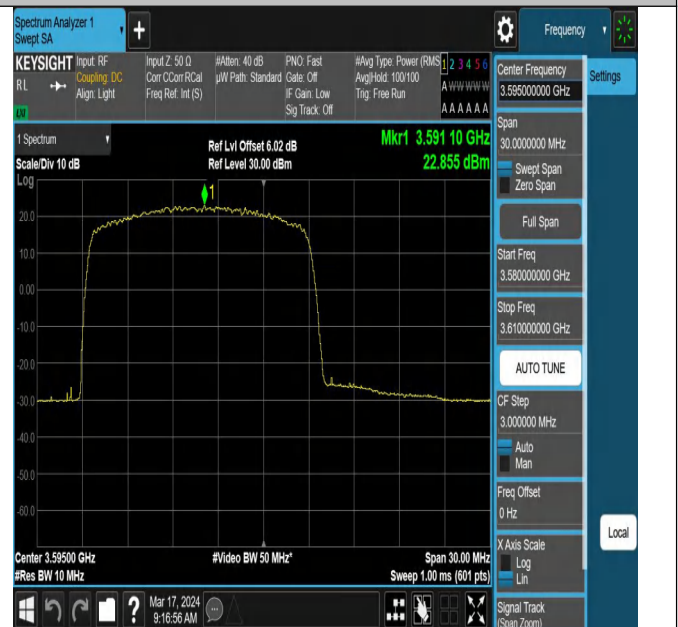 Spectrum Analyzer 1
Swept SA
+
Frequency
KEYSIGHT
RL
LXI
Input: RF
Coupling: DC
Align: Light
Input Z: 50 Ω
Corr CCorr RCal
Freq Ref: Int (S)
#Atten: 40 dB
µW Path: Standard
PNO: Fast
Gate: Off
IF Gain: Low
Sig Track: Off
#Avg Type: Power (RMS
Avg|Hold: 100/100
Trig: Free Run
1 2 3 4 5 6
A W W W W W
A A A A A A
1 Spectrum
Scale/Div 10 dB
Log
Ref Lvl Offset 6.02 dB
Ref Level 30.00 dBm
Mkr1 3.591 10 GHz
22.855 dBm
1
20.0
10.0
0.00
-10.0
-20.0
-30.0
-40.0
-50.0
-60.0
Center 3.59500 GHz
#Res BW 10 MHz
#Video BW 50 MHz*
Span 30.00 MHz
Sweep 1.00 ms (601 pts)
Mar 17, 2024
9:16:56 AM
?
Center Frequency
3.595000000 GHz
Settings
Span
30.0000000 MHz
Swept Span
Zero Span
Full Span
Start Freq
3.580000000 GHz
Stop Freq
3.610000000 GHz
AUTO TUNE
CF Step
3.000000 MHz
Auto
Man
Freq Offset
0 Hz
X Axis Scale
Log
Lin
Local
Signal Track
(Span Zoom)